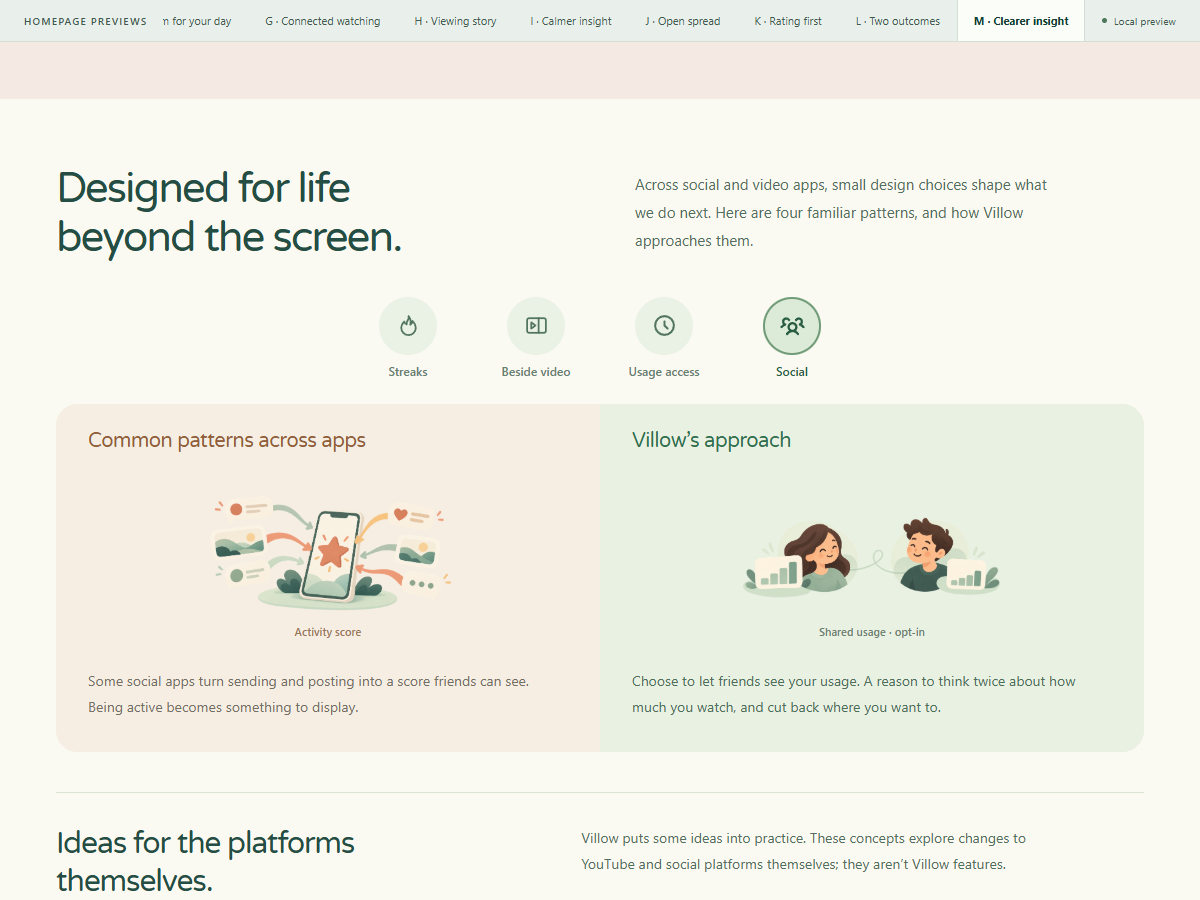 HOMEPAGE PREVIEWS
for your day
G · Connected watching
H · Viewing story
I · Calmer insight
J · Open spread
K · Rating first
L · Two outcomes
M · Clearer insight
Local preview
Designed for life
beyond the screen.
Across social and video apps, small design choices shape what
we do next. Here are four familiar patterns, and how Villow
approaches them.
Streaks
Beside video
Usage access
Social
Common patterns across apps
Activity score
Some social apps turn sending and posting into a score friends can see.
Being active becomes something to display.
Villow’s approach
Shared usage · opt-in
Choose to let friends see your usage. A reason to think twice about how
much you watch, and cut back where you want to.
Ideas for the platforms
themselves.
Villow puts some ideas into practice. These concepts explore changes to
YouTube and social platforms themselves; they aren’t Villow features.